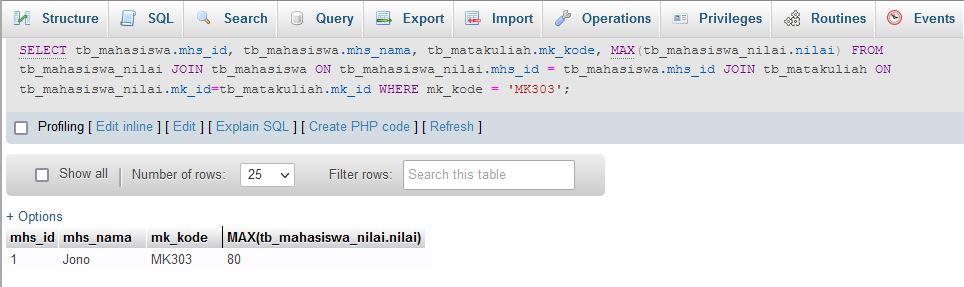 Structure SQL Search Query Export Import Operations Privileges Routines Events
SELECT tb_mahasiswa.mhs_id, tb_mahasiswa.mhs_nama, tb_matakuliah.mk_kode, MAX(tb_mahasiswa_nilai.nilai) FROM
tb_mahasiswa_nilai JOIN tb_mahasiswa ON tb_mahasiswa_nilai.mhs_id = tb_mahasiswa.mhs_id JOIN tb_matakuliah ON
tb_mahasiswa_nilai.mk_id=tb_matakuliah.mk_id WHERE mk_kode = 'MK303';
Profiling [ Edit inline ] [ Edit ] [ Explain SQL ] [ Create PHP code ] [ Refresh ]
Show all Number of rows: 25 Filter rows: Search this table
+ Options
mhs_id mhs_nama mk_kode MAX(tb_mahasiswa_nilai.nilai)
1 Jono MK303 80